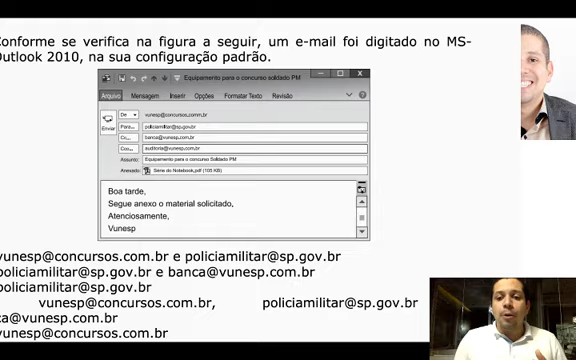 Conforme se verifica na figura a seguir, um e-mail foi digitado no MS-
Outlook 2010, na sua configuração padrão.
Equipamento para o concurso soldado PM
Arquivo Mensagem Inserir Opções Formatar Texto Revisão
De vunesp@concursos.comm.br
Enviar
Para... policiamilitar@sp.gov.br
Cc... banca@vunesp.com.br
Cco... auditoria@vunesp.com.br
Assunto: Equipamento para o concurso Soldado PM
Anexado: Série do Notebook.pdf (105 KB)
Boa tarde,
Segue anexo o material solicitado,
Atenciosamente,
Vunesp
vunesp@concursos.com.br e policiamilitar@sp.gov.br
policiamilitar@sp.gov.br e banca@vunesp.com.br
policiamilitar@sp.gov.br
vunesp@concursos.com.br, policiamilitar@sp.gov.br
ca@vunesp.com.br
vunesp@concursos.com.br